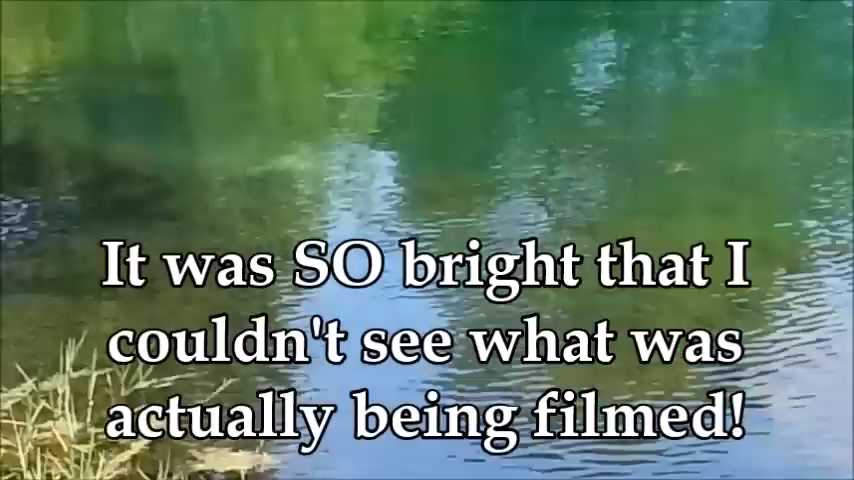 It was SO bright that I
couldn't see what was
actually being filmed!